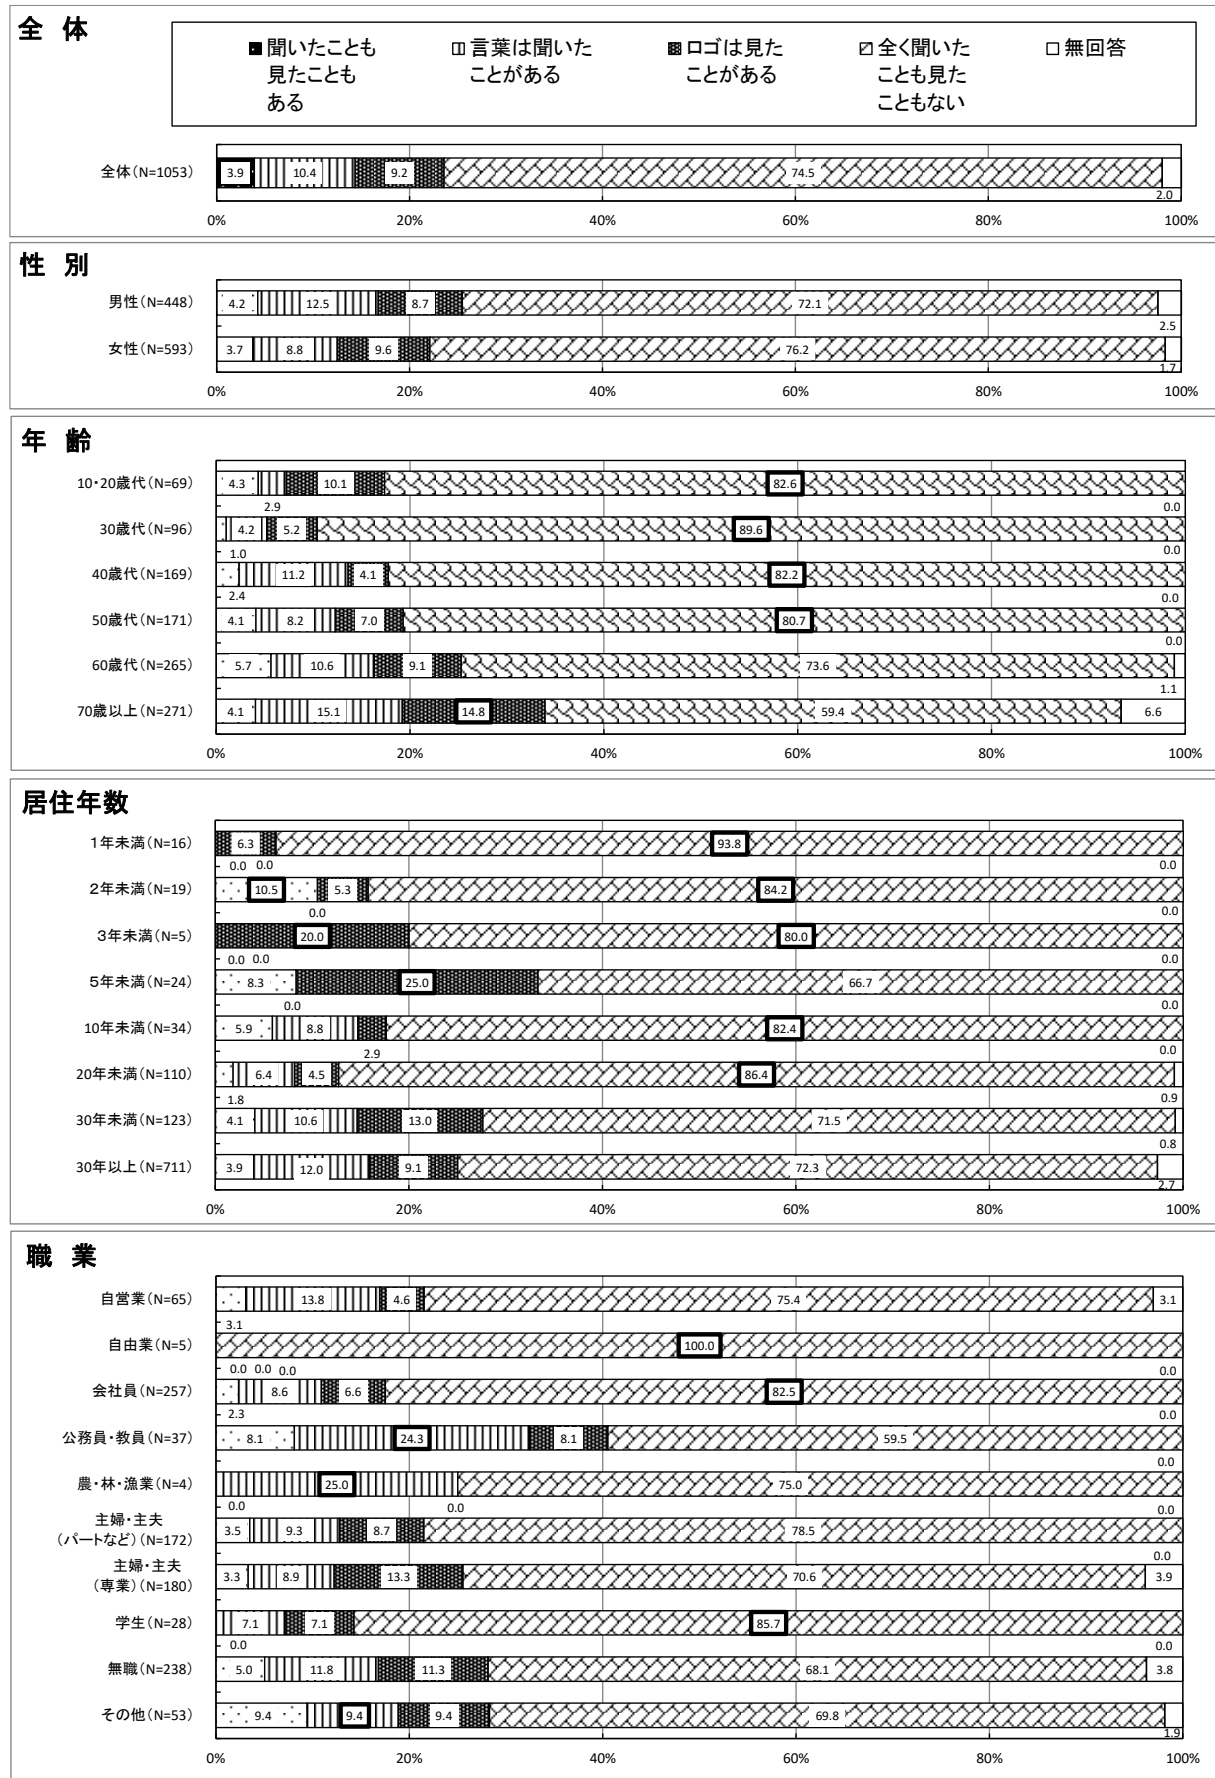 全 体
聞いたことも
見たことも
ある
言葉は聞いた
ことがある
ロゴは見た
ことがある
全く聞いた
ことも見た
こともない
無回答
全体(N=1053)
3.9 10.4 9.2 74.5
2.0
0% 20% 40% 60% 80% 100%
性 別
男性(N=448)
4.2 12.5 8.7 72.1
2.5
女性(N=593)
3.7 8.8 9.6 76.2
1.7
0% 20% 40% 60% 80% 100%
年 齢
10・20歳代(N=69)
4.3 10.1 82.6
2.9 0.0
30歳代(N=96)
4.2 5.2 89.6
1.0 0.0
40歳代(N=169)
11.2 4.1 82.2
2.4 0.0
50歳代(N=171)
4.1 8.2 7.0 80.7
0.0
60歳代(N=265)
5.7 10.6 9.1 73.6
1.1
70歳以上(N=271)
4.1 15.1 14.8 59.4 6.6
0% 20% 40% 60% 80% 100%
居住年数
1年未満(N=16)
6.3 93.8
0.0 0.0 0.0
2年未満(N=19)
10.5 5.3 84.2
0.0 0.0
3年未満(N=5)
20.0 80.0
0.0 0.0 0.0
5年未満(N=24)
8.3 25.0 66.7
0.0 0.0
10年未満(N=34)
5.9 8.8 82.4
2.9 0.0
20年未満(N=110)
6.4 4.5 86.4
1.8 0.9
30年未満(N=123)
4.1 10.6 13.0 71.5
0.8
30年以上(N=711)
3.9 12.0 9.1 72.3
2.7
0% 20% 40% 60% 80% 100%
職 業
自営業(N=65)
13.8 4.6 75.4 3.1
3.1
自由業(N=5)
100.0
0.0 0.0 0.0 0.0
会社員(N=257)
8.6 6.6 82.5
2.3 0.0
公務員・教員(N=37)
8.1 24.3 8.1 59.5
0.0
農・林・漁業(N=4)
25.0 75.0
0.0 0.0 0.0
主婦・主夫
(パートなど)(N=172)
3.5 9.3 8.7 78.5
0.0
主婦・主夫
(専業)(N=180)
3.3 8.9 13.3 70.6 3.9
学生(N=28)
7.1 7.1 85.7
0.0 0.0
無職(N=238)
5.0 11.8 11.3 68.1 3.8
その他(N=53)
9.4 9.4 9.4 69.8
1.9
0% 20% 40% 60% 80% 100%